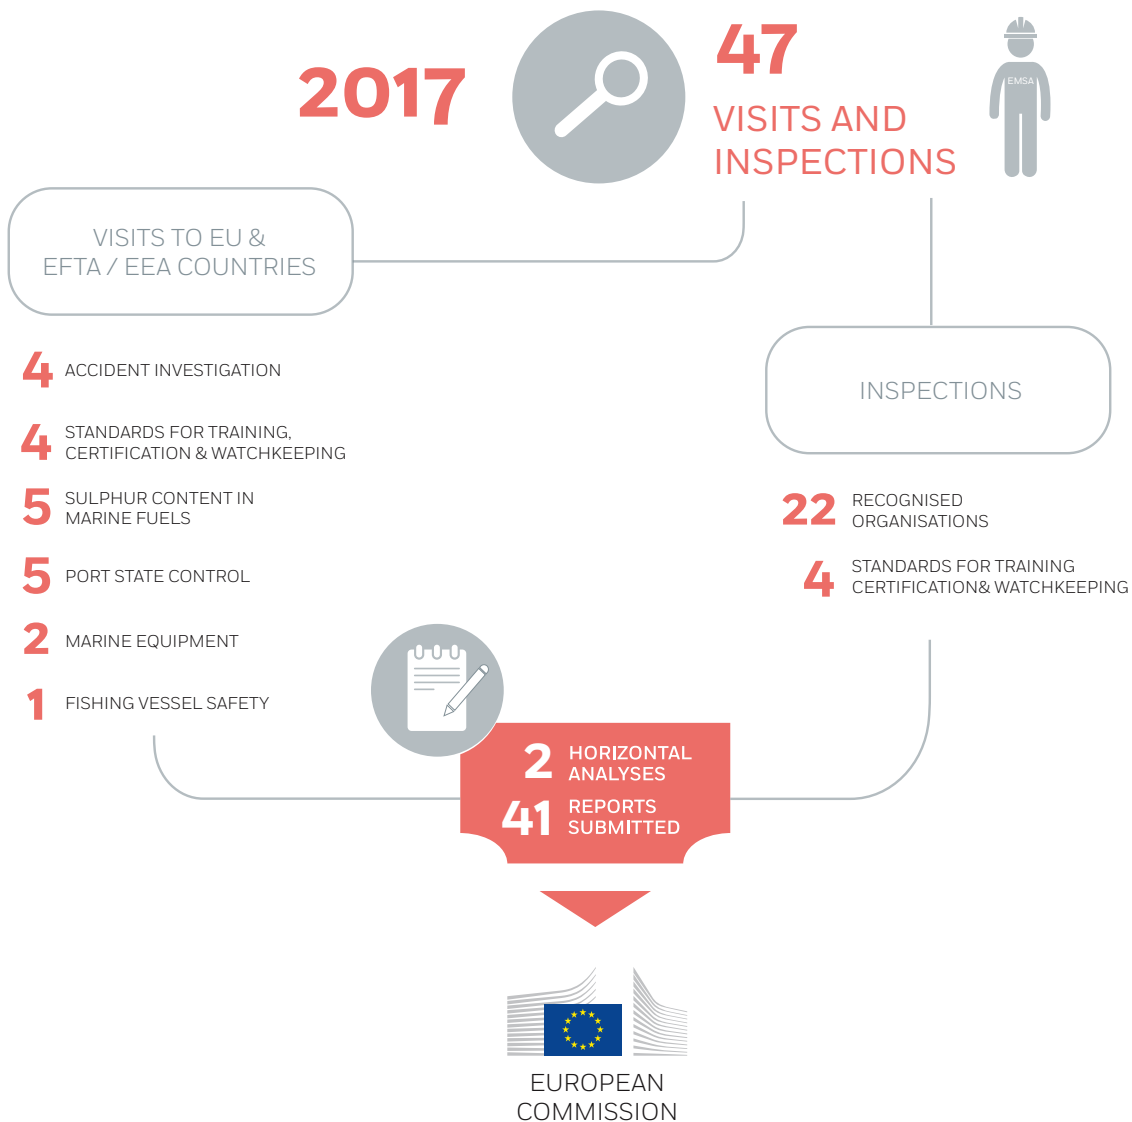 2017
47
VISITS AND
INSPECTIONS
EMSA
VISITS TO EU &
EFTA / EEA COUNTRIES
4 ACCIDENT INVESTIGATION
4 STANDARDS FOR TRAINING,
CERTIFICATION & WATCHKEEPING
5 SULPHUR CONTENT IN
MARINE FUELS
5 PORT STATE CONTROL
2 MARINE EQUIPMENT
1 FISHING VESSEL SAFETY
INSPECTIONS
22 RECOGNISED
ORGANISATIONS
4 STANDARDS FOR TRAINING
CERTIFICATION& WATCHKEEPING
2 HORIZONTAL
ANALYSES
41 REPORTS
SUBMITTED
EUROPEAN
COMMISSION